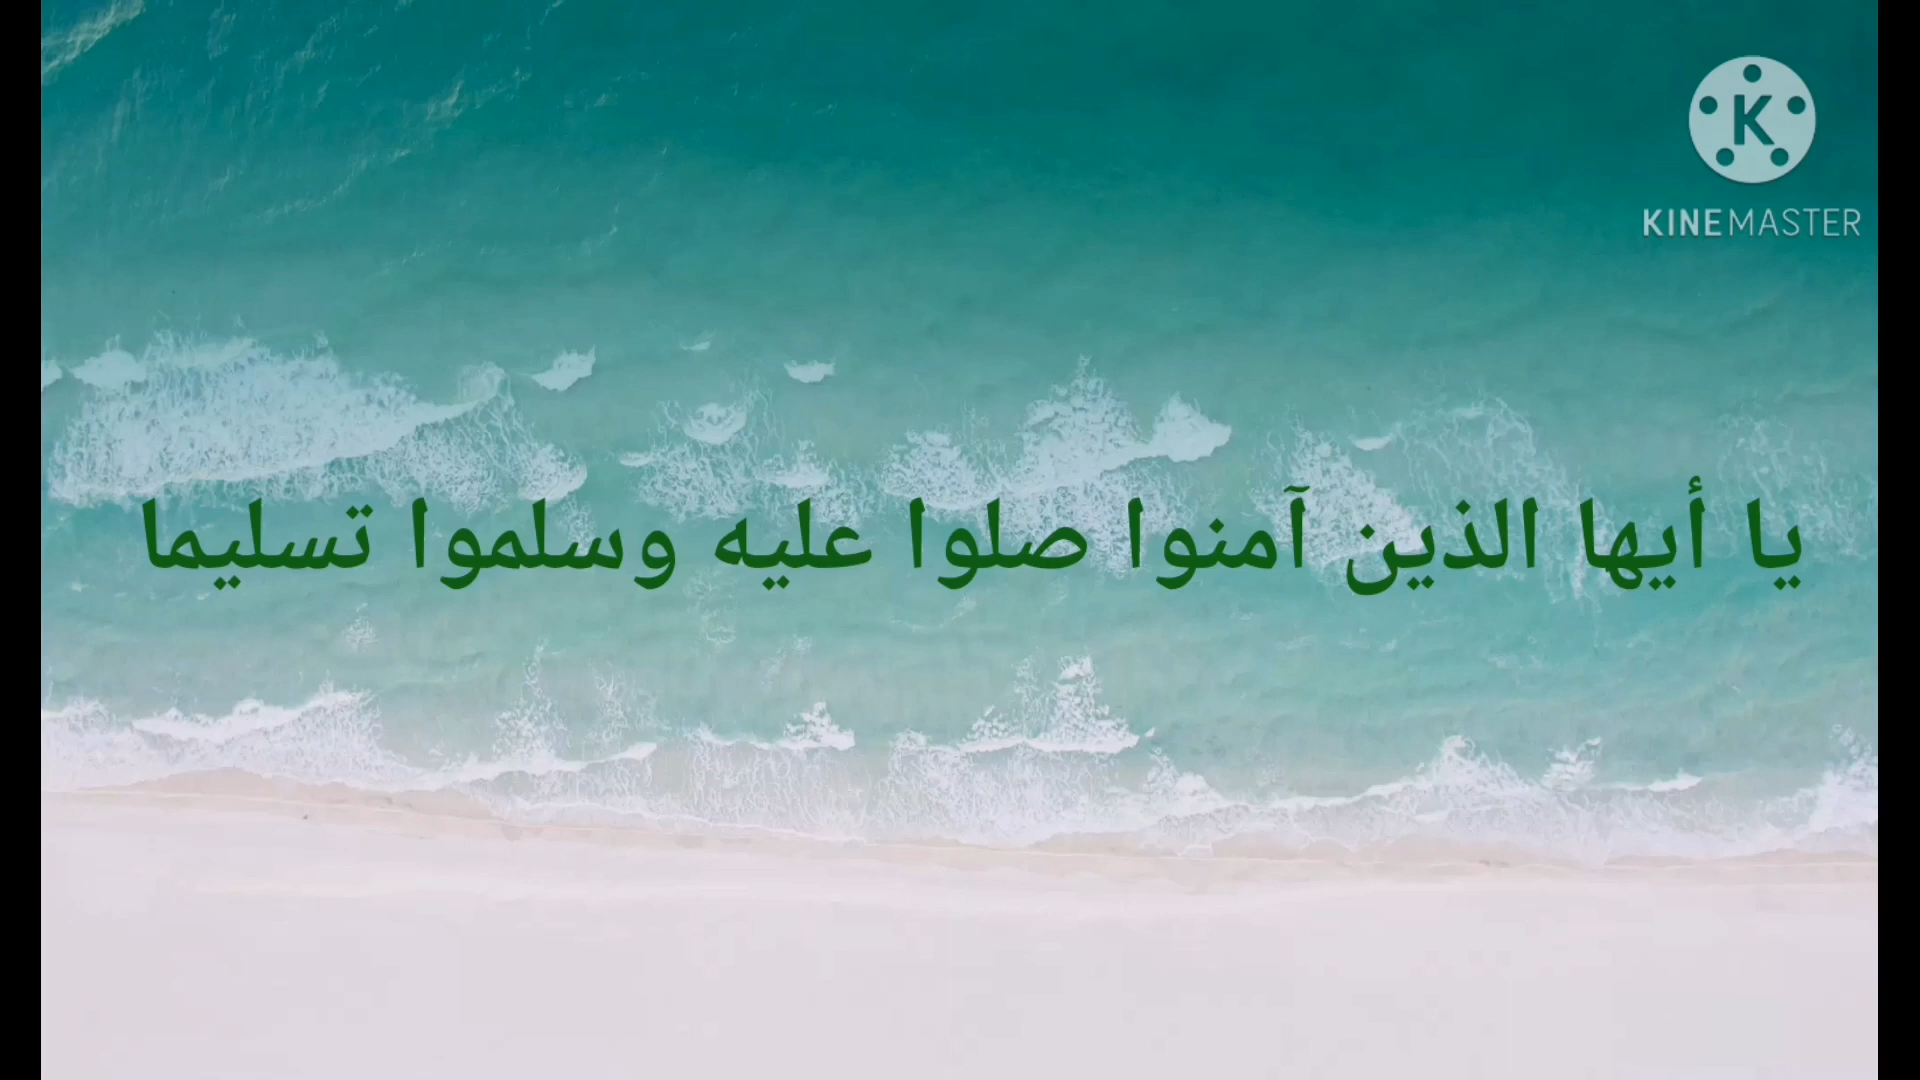 KINEMASTER
يا أيها الذين آمنوا صلوا عليه وسلموا تسليما